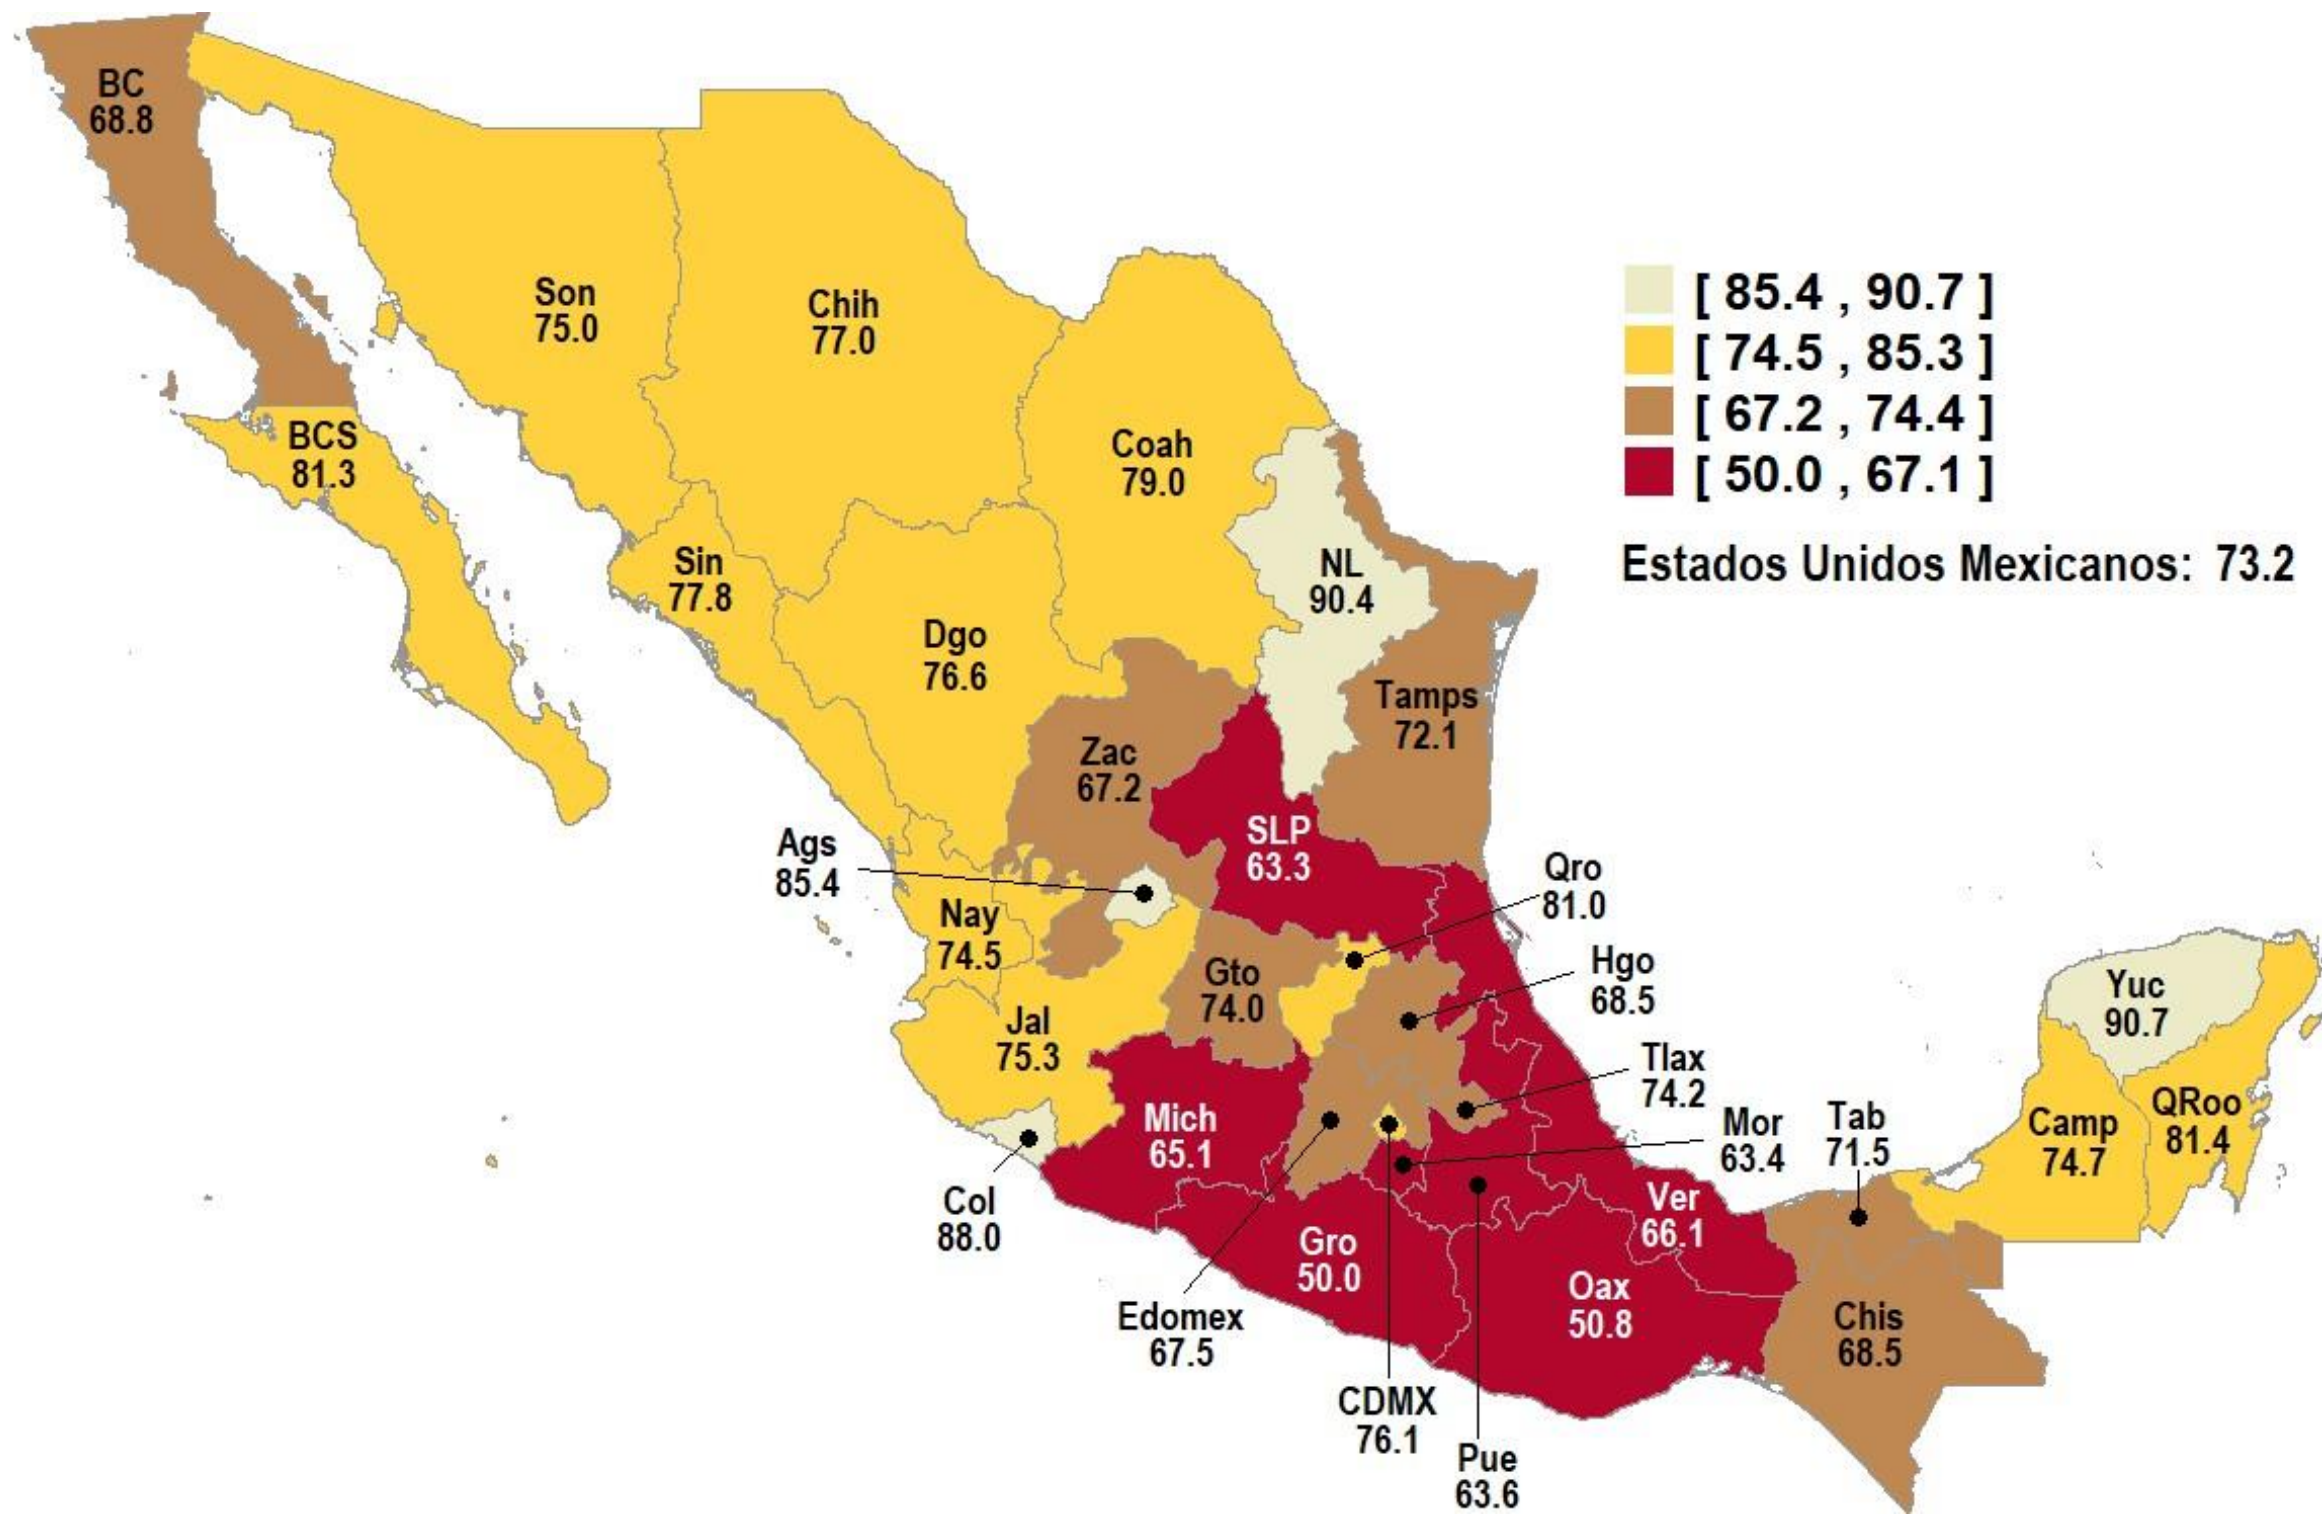 BC
68.8
Son
75.0
Chih
77.0
[ 85.4 , 90.7 ]
[ 74.5 , 85.3 ]
[ 67.2 , 74.4 ]
[ 50.0 , 67.1 ]
Estados Unidos Mexicanos: 73.2
BCS
81.3
Coah
79.0
Sin
77.8
NL
90.4
Dgo
76.6
Tamps
72.1
Zac
67.2
SLP
63.3
Ags
85.4
Qro
81.0
Nay
74.5
Gto
74.0
Hgo
68.5
Yuc
90.7
Jal
75.3
Tlax
74.2
Mich
65.1
Mor
63.4
Tab
71.5
Camp
74.7
QRoo
81.4
Col
88.0
Ver
66.1
Gro
50.0
Oax
50.8
Edomex
67.5
Chis
68.5
CDMX
76.1
Pue
63.6